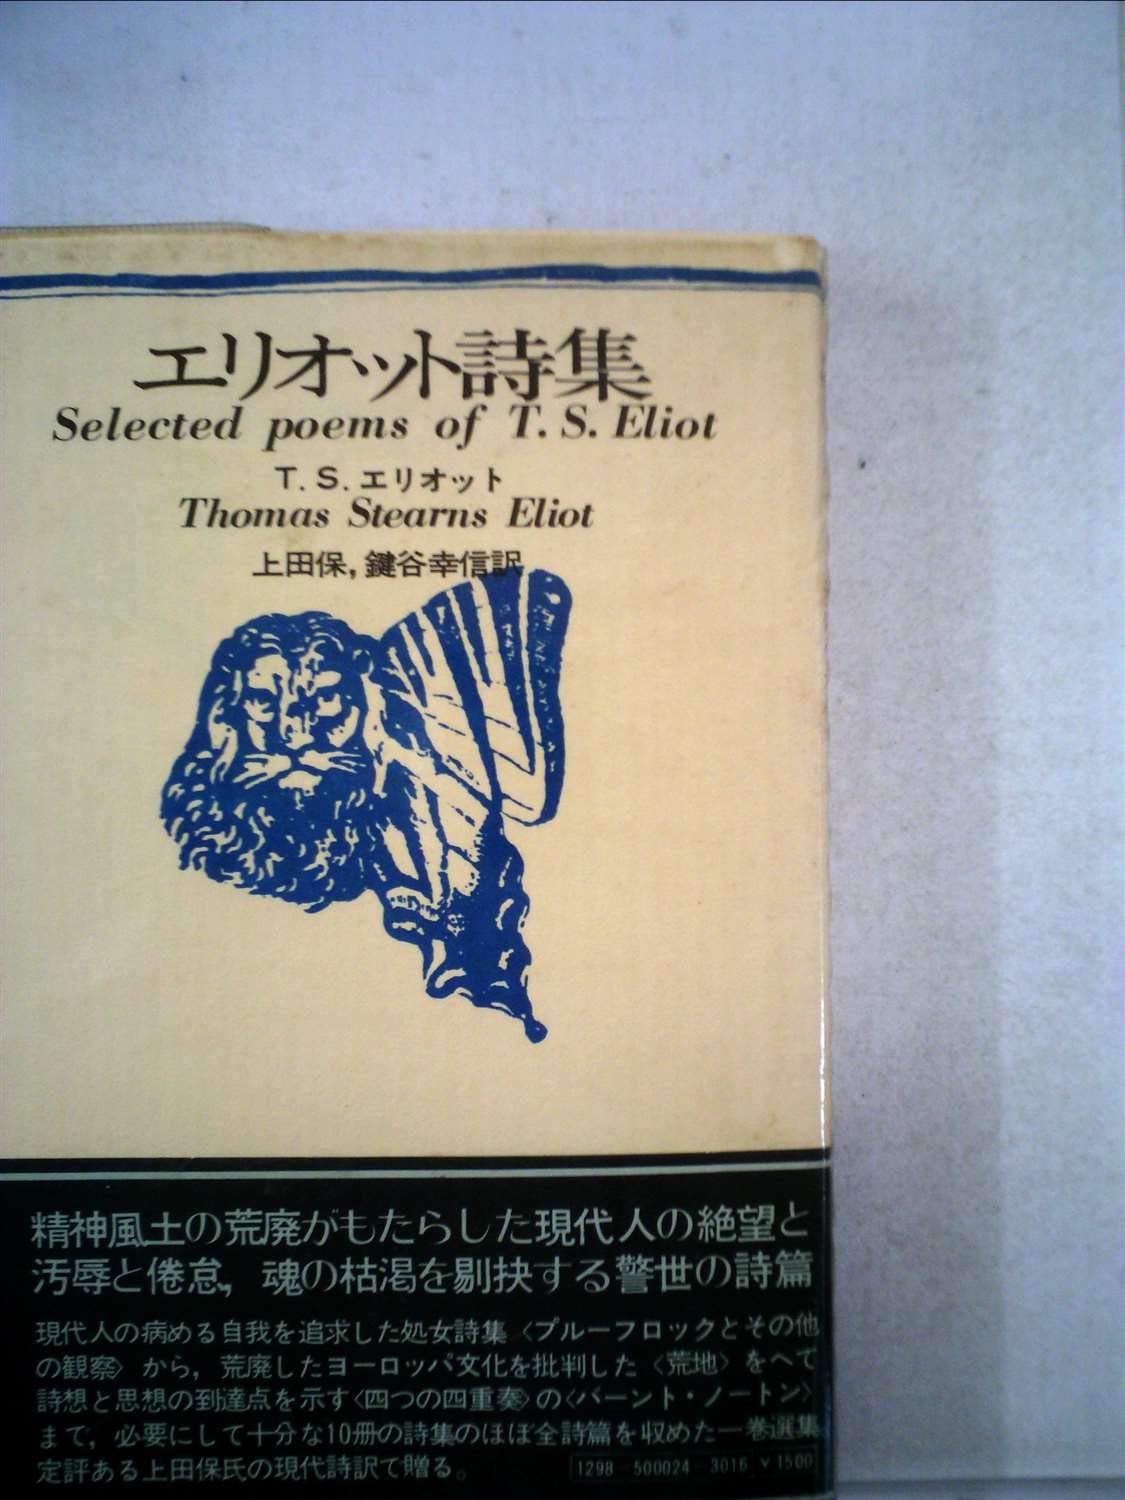 エリオット詩集
Selected poems of T. S. Eliot
T. S. エリオット
Thomas Stearns Eliot
上田保，鍵谷幸信訳
精神風土の荒廃がもたらした現代人の絶望と
汚辱と倦怠，魂の枯渇を剔抉する警世の詩篇
現代人の病める自我を追求した処女詩集〈プルーフロックとその他
の観察〉から，荒廃したヨーロッパ文化を批判した〈荒地〉をへて
詩想と思想の到達点を示す〈四つの四重奏〉の〈バーント・ノートン〉
まで，必要にして十分な10冊の詩集のほぼ全詩篇を収めた一巻選集
定評ある上田保氏の現代詩訳で贈る。
1298-500024-3016 ￥1500